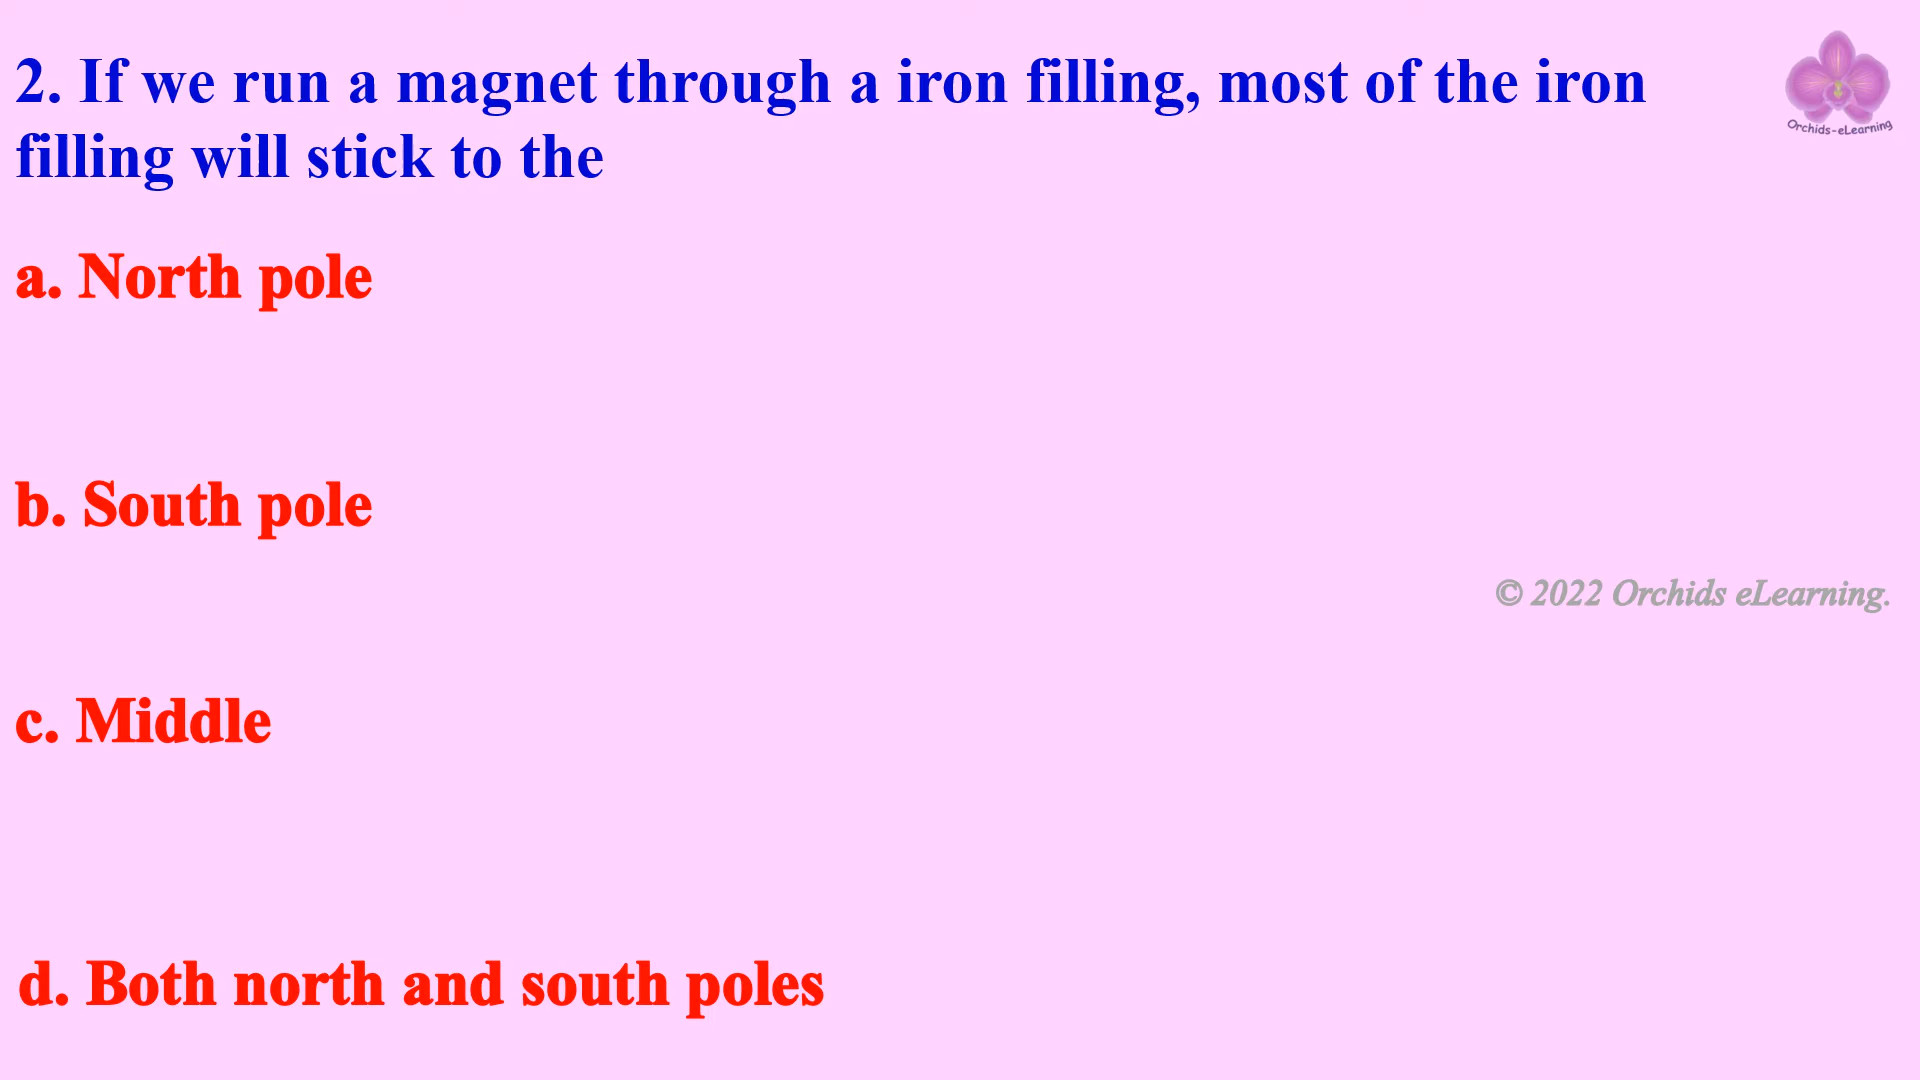 2. If we run a magnet through a iron filling, most of the iron
filling will stick to the
Orchids-eLearning
a. North pole
b. South pole
© 2022 Orchids eLearning.
c. Middle
d. Both north and south poles